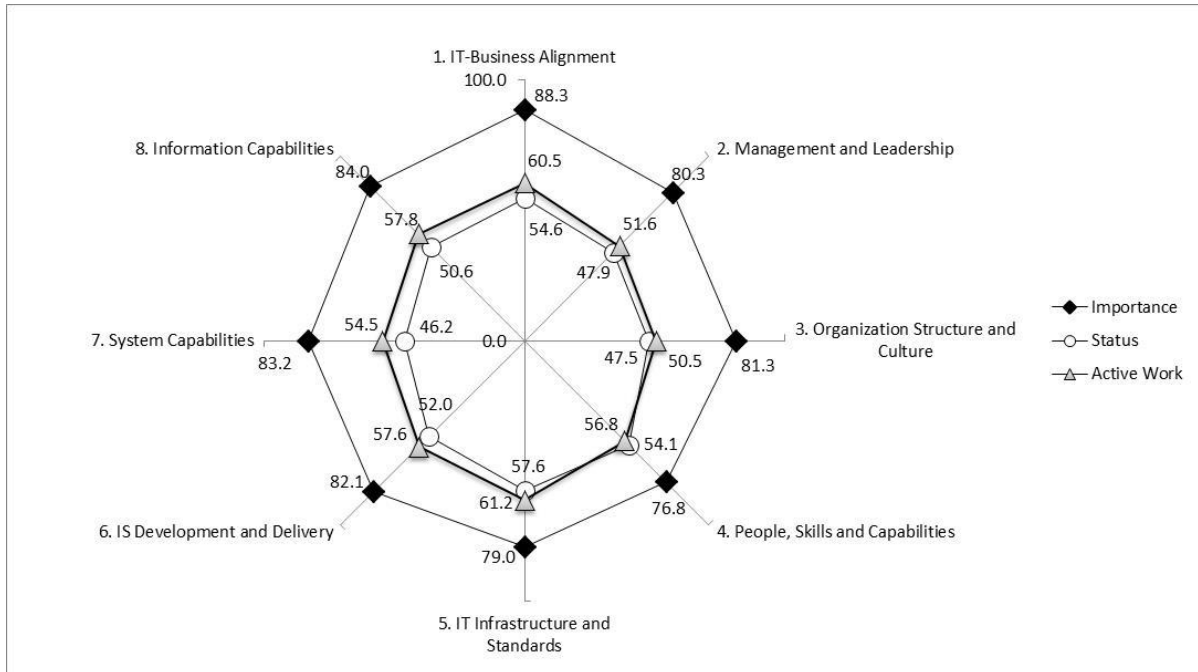 1. IT-Business Alignment
100.0
88.3
8. Information Capabilities
2. Management and Leadership
84.0
80.3
60.5
57.8
51.6
54.6
50.6
47.9
7. System Capabilities
54.5
46.2
0.0
47.5
50.5
3. Organization Structure and
Culture
83.2
81.3
Importance
Status
Active Work
52.0
56.8
57.6
54.1
57.6
82.1
61.2
76.8
6. IS Development and Delivery
4. People, Skills and Capabilities
79.0
5. IT Infrastructure and
Standards